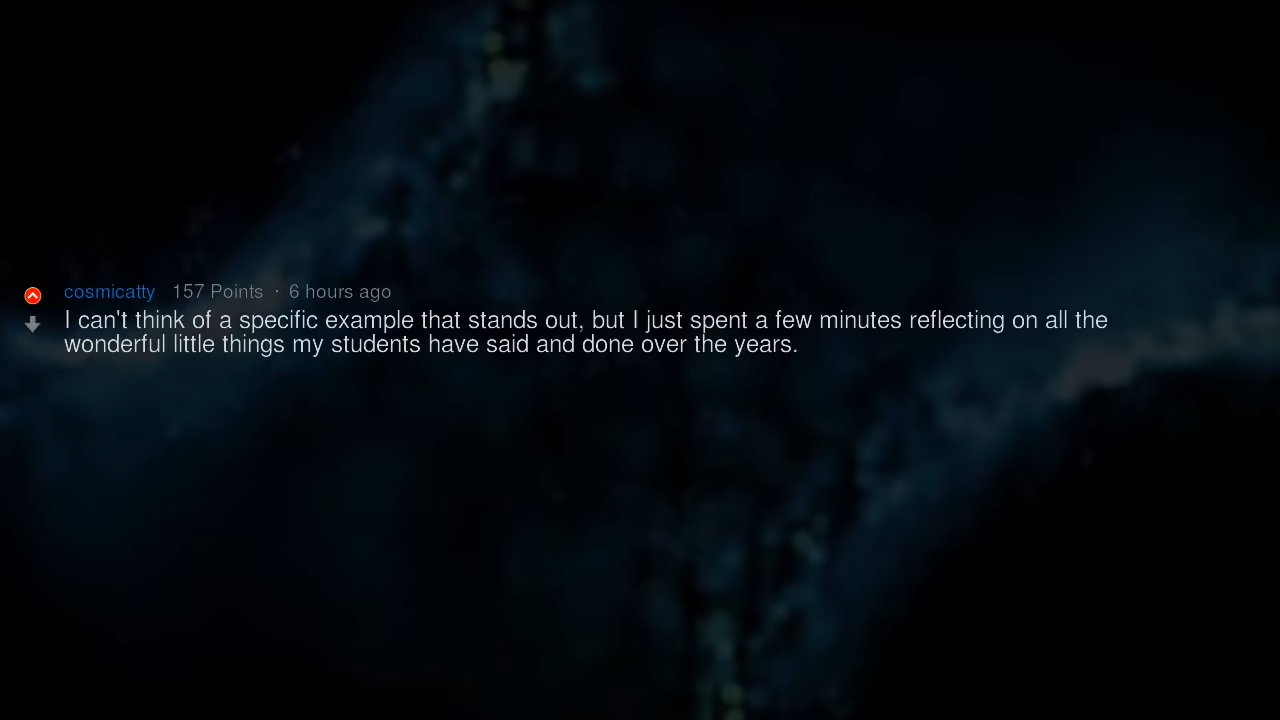 cosmicatty 157 Points · 6 hours ago
I can't think of a specific example that stands out, but I just spent a few minutes reflecting on all the
wonderful little things my students have said and done over the years.